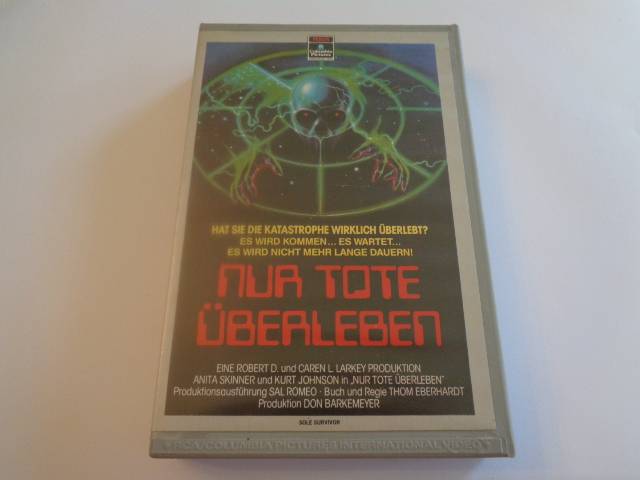 Columbia
Pictures
HAT SIE DIE KATASTROPHE WIRKLICH ÜBERLEBT?
ES WIRD KOMMEN... ES WARTET...
ES WIRD NICHT MEHR LANGE DAUERN!
NUR TOTE
ÜBERLEBEN
EINE ROBERT D. und CAREN L. LARKEY PRODUKTION
ANITA SKINNER und KURT JOHNSON in „NUR TOTE ÜBERLEBEN"
Produktionsausführung SAL ROMEO · Buch und Regie THOM EBERHARDT
Produktion DON BARKEMEYER
SOLE SURVIVOR
RCA/COLUMBIA PICTURES INTERNATIONAL VIDEO